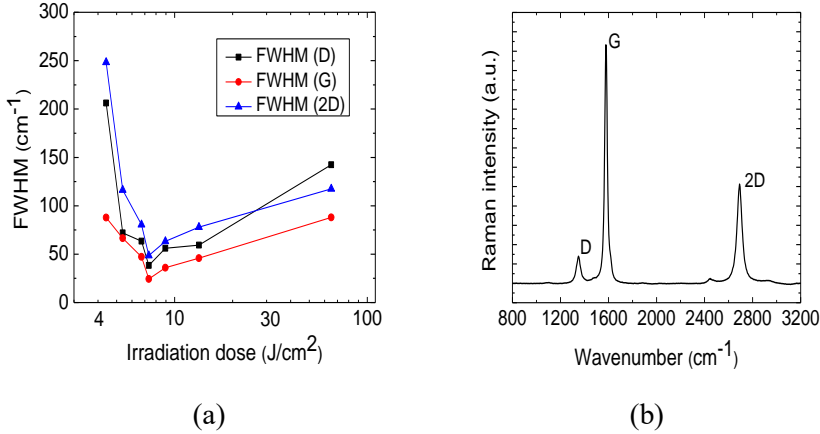 FWHM (D)
FWHM (G)
FWHM (2D)
FWHM (cm⁻¹)
300
250
200
150
100
50
0
4
10
30
100
Irradiation dose (J/cm²)
(a)
G
D
2D
Raman intensity (a.u.)
800 1200 1600 2000 2400 2800 3200
Wavenumber (cm⁻¹)
(b)